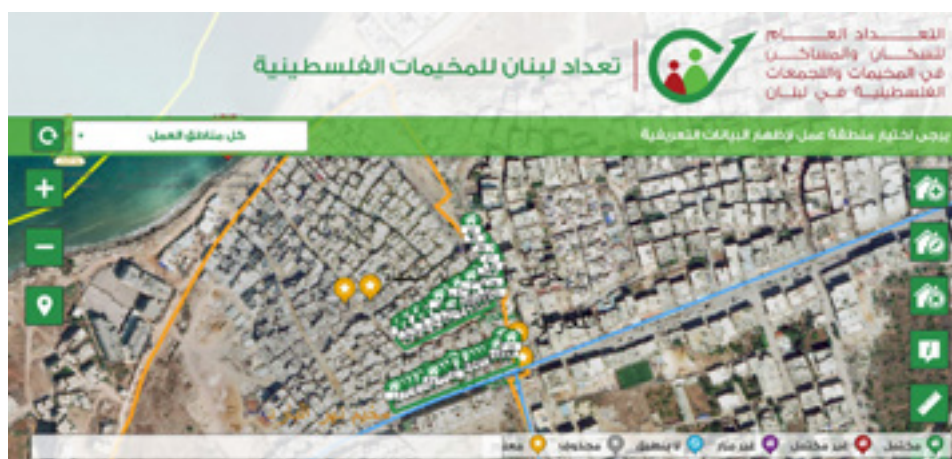 التعداد العام
للسكان والمساكن
في المخيمات والتجمعات
الفلسطينية في لبنان
تعداد لبنان للمخيمات الفلسطينية
يرجى اختيار منطقة عمل لإظهار البيانات التعريفية
كل مناطق العمل
مكتمل
غير مكتمل
غير مزار
لا ينطبق
محذوف